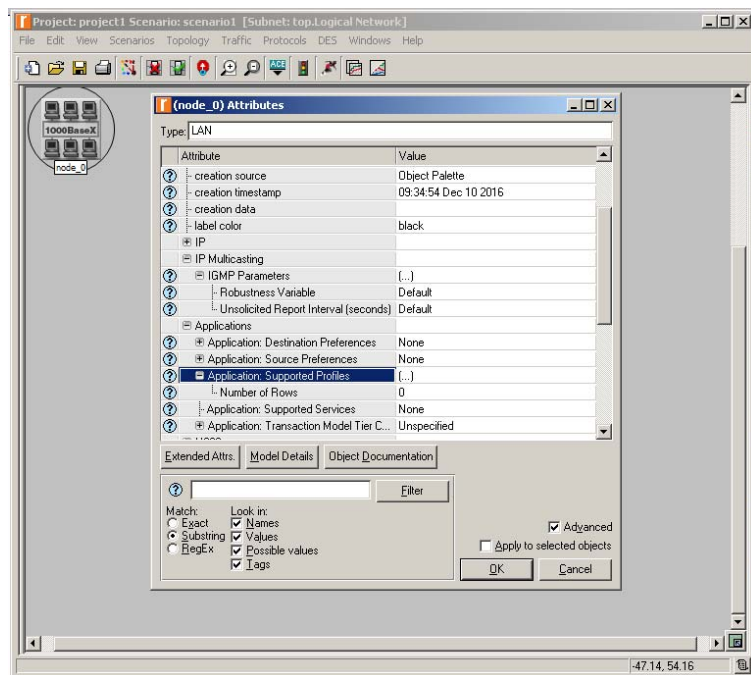 Project: project1 Scenario: scenario1 [Subnet: top.Logical Network]
File Edit View Scenarios Topology Traffic Protocols DES Windows Help
ACE
1000BaseX
node_0
(node_0) Attributes
Type: LAN
Attribute Value
creation source Object Palette
creation timestamp 09:34:54 Dec 10 2016
creation data
label color black
IP
IP Multicasting
IGMP Parameters (...)
Robustness Variable Default
Unsolicited Report Interval (seconds) Default
Applications
Application: Destination Preferences None
Application: Source Preferences None
Application: Supported Profiles (...)
Number of Rows 0
Application: Supported Services None
Application: Transaction Model Tier C... Unspecified
Extended Attrs. Model Details Object Documentation
Filter
Match: Look in:
Exact Names
Substring Values
RegEx Possible values
Tags
Advanced
Apply to selected objects
OK Cancel
-47.14, 54.16